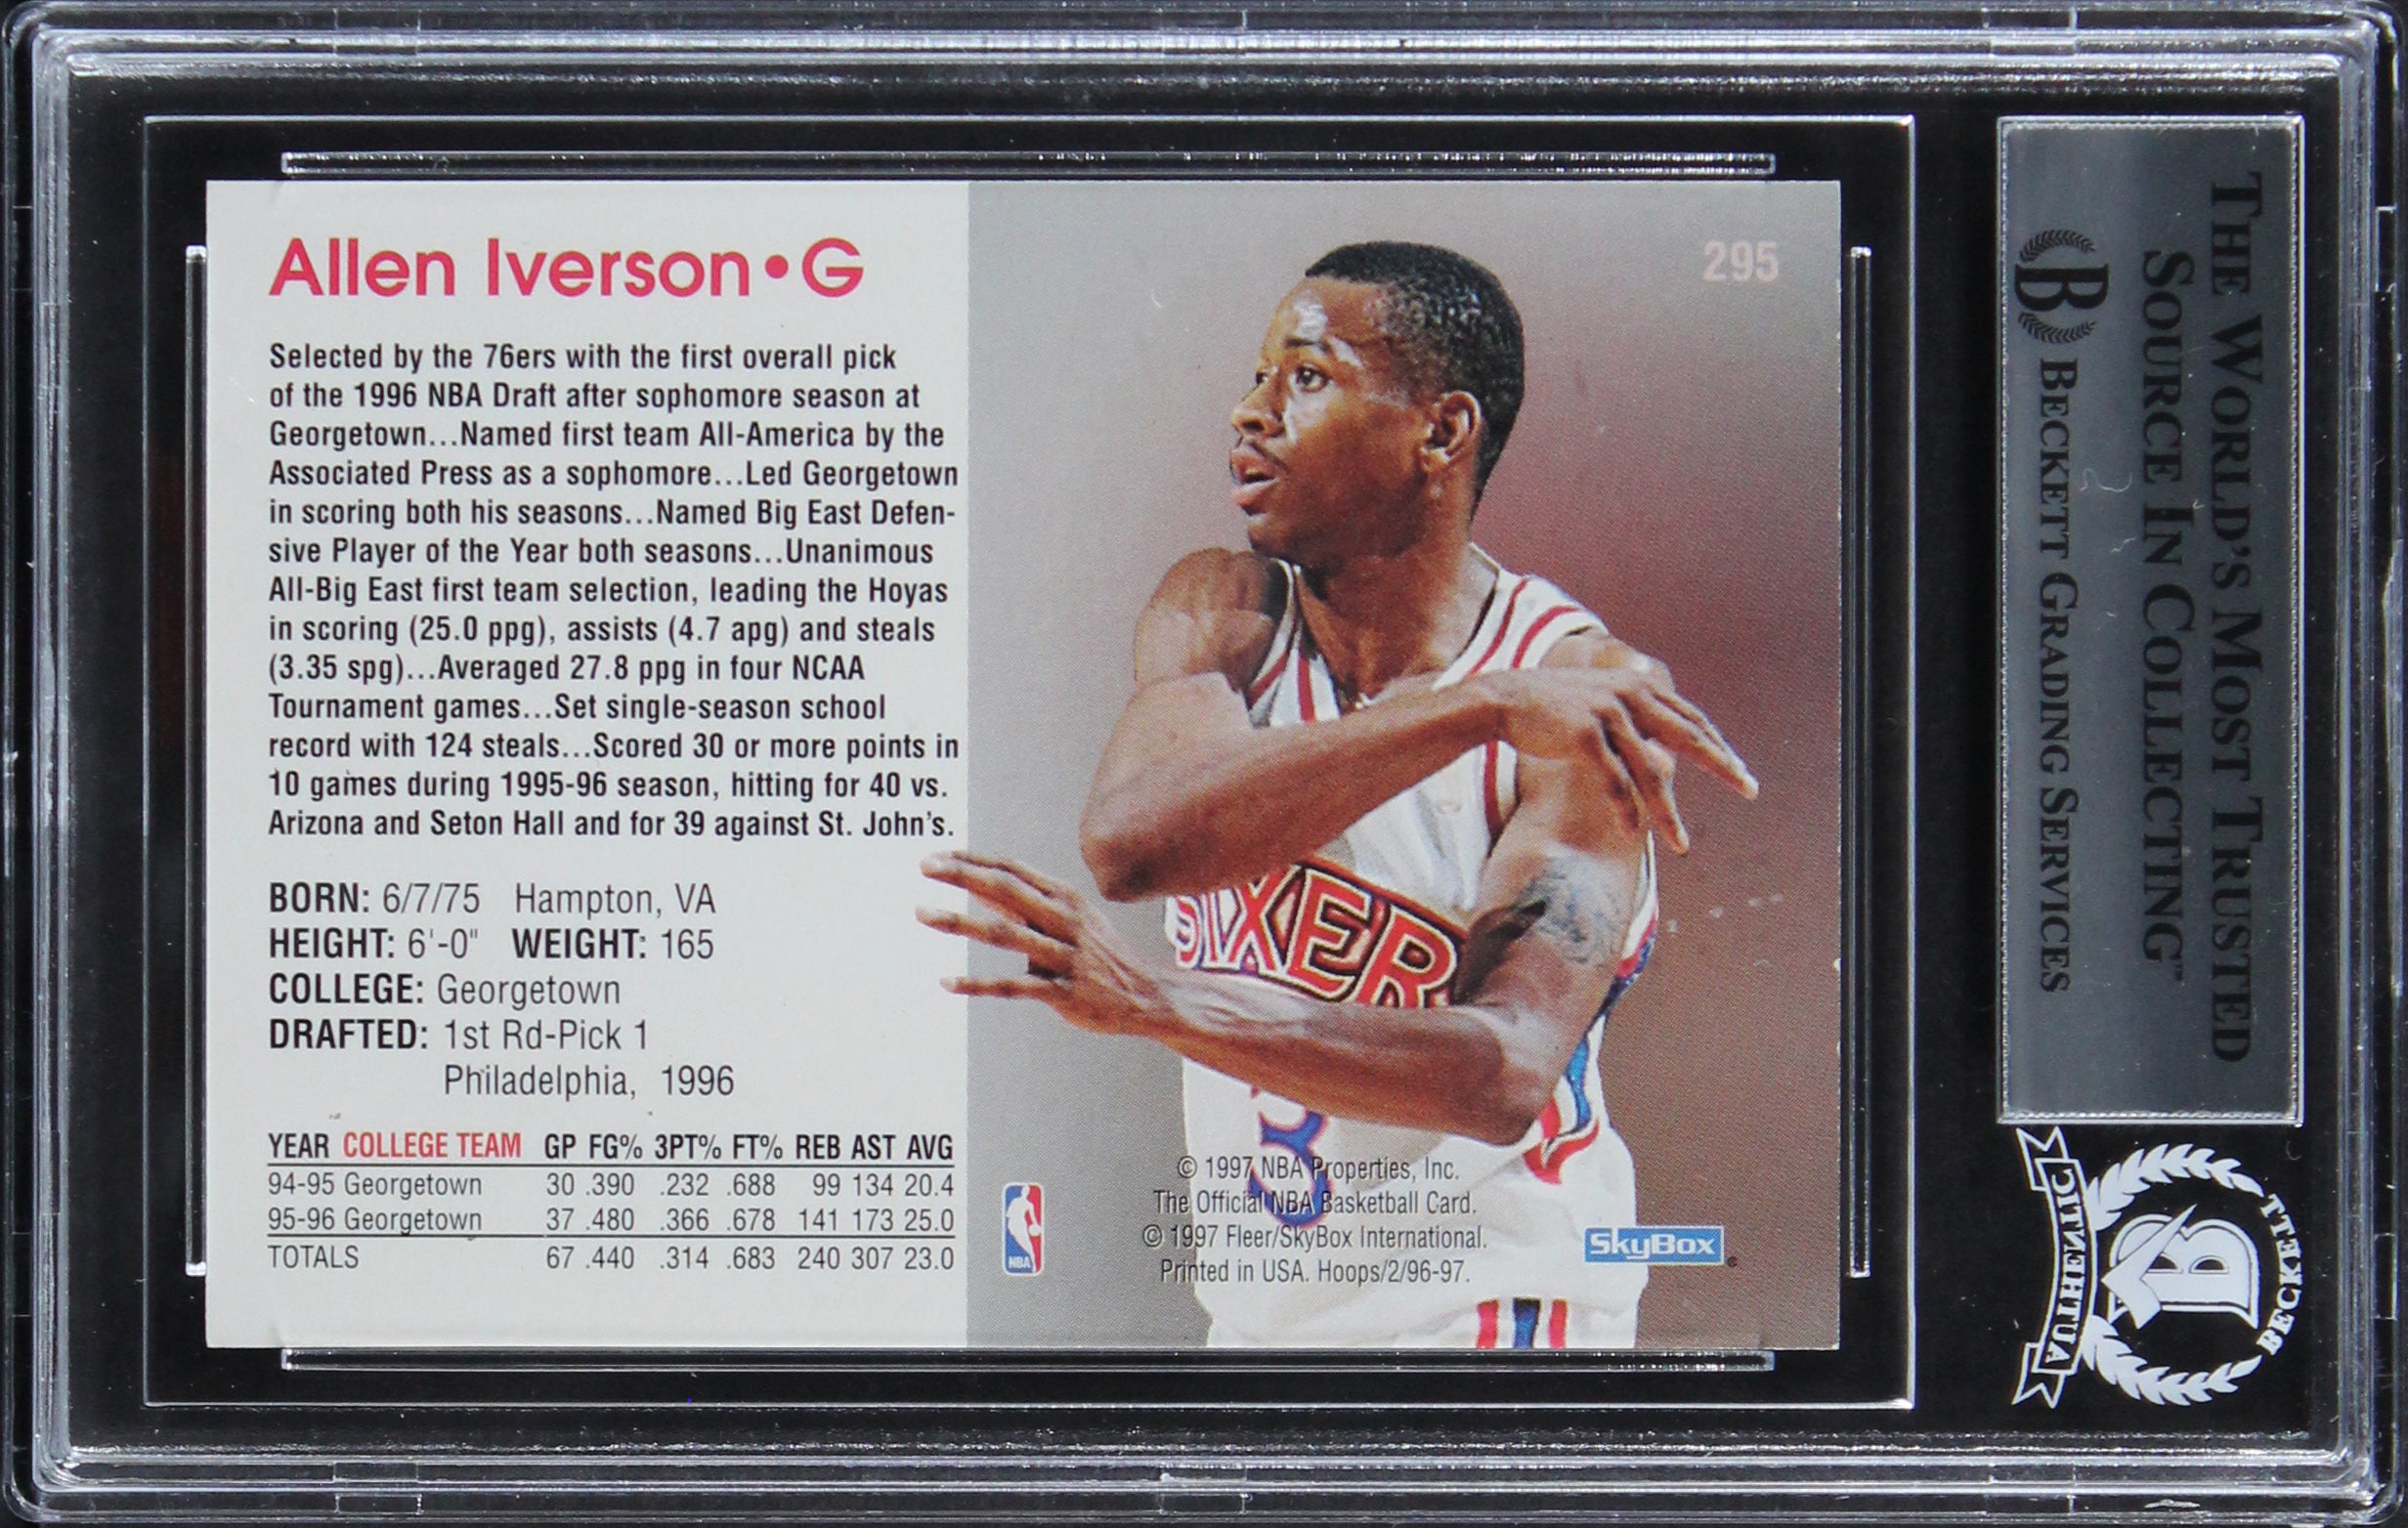 Allen Iverson•G
295
Selected by the 76ers with the first overall pick
of the 1996 NBA Draft after sophomore season at
Georgetown...Named first team All-America by the
Associated Press as a sophomore...Led Georgetown
in scoring both his seasons...Named Big East Defen-
sive Player of the Year both seasons...Unanimous
All-Big East first team selection, leading the Hoyas
in scoring (25.0 ppg), assists (4.7 apg) and steals
(3.35 spg)...Averaged 27.8 ppg in four NCAA
Tournament games...Set single-season school
record with 124 steals...Scored 30 or more points in
10 games during 1995-96 season, hitting for 40 vs.
Arizona and Seton Hall and for 39 against St. John's.
BORN: 6/7/75 Hampton, VA
HEIGHT: 6'-0" WEIGHT: 165
COLLEGE: Georgetown
DRAFTED: 1st Rd-Pick 1
Philadelphia, 1996
YEAR COLLEGE TEAM GP FG% 3PT% FT% REB AST AVG
94-95 Georgetown 30 .390 .232 .688 99 134 20.4
95-96 Georgetown 37 .480 .366 .678 141 173 25.0
TOTALS 67 .440 .314 .683 240 307 23.0
SIXER
3
NBA
© 1997 NBA Properties, Inc.
The Official NBA Basketball Card.
© 1997 Fleer/SkyBox International.
Printed in USA. Hoops/2/96-97.
SkyBox
THE WORLD'S MOST TRUSTED
SOURCE IN COLLECTING™
B BECKETT GRADING SERVICES
AUTHENTIC
B
BECKETT